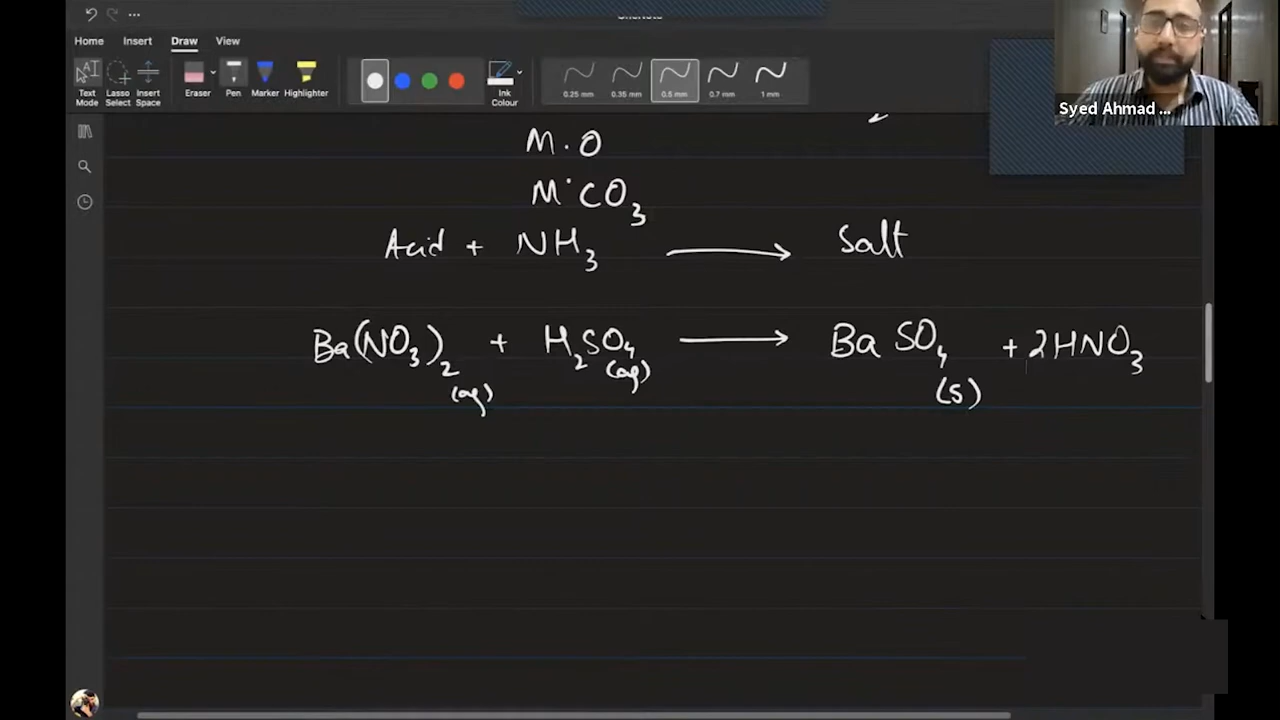 Home Insert Draw View
Text Mode Lasso Select Insert Space Eraser Pen Marker Highlighter Ink Colour 0.25 mm 0.35 mm 0.5 mm 0.7 mm 1 mm
Syed Ahmad ...
M·O
M·CO₃
Acid + NH₃ ⟶ Salt
Ba(NO₃)₂ (aq) + H₂SO₄ (aq) ⟶ BaSO₄ (s) + 2HNO₃